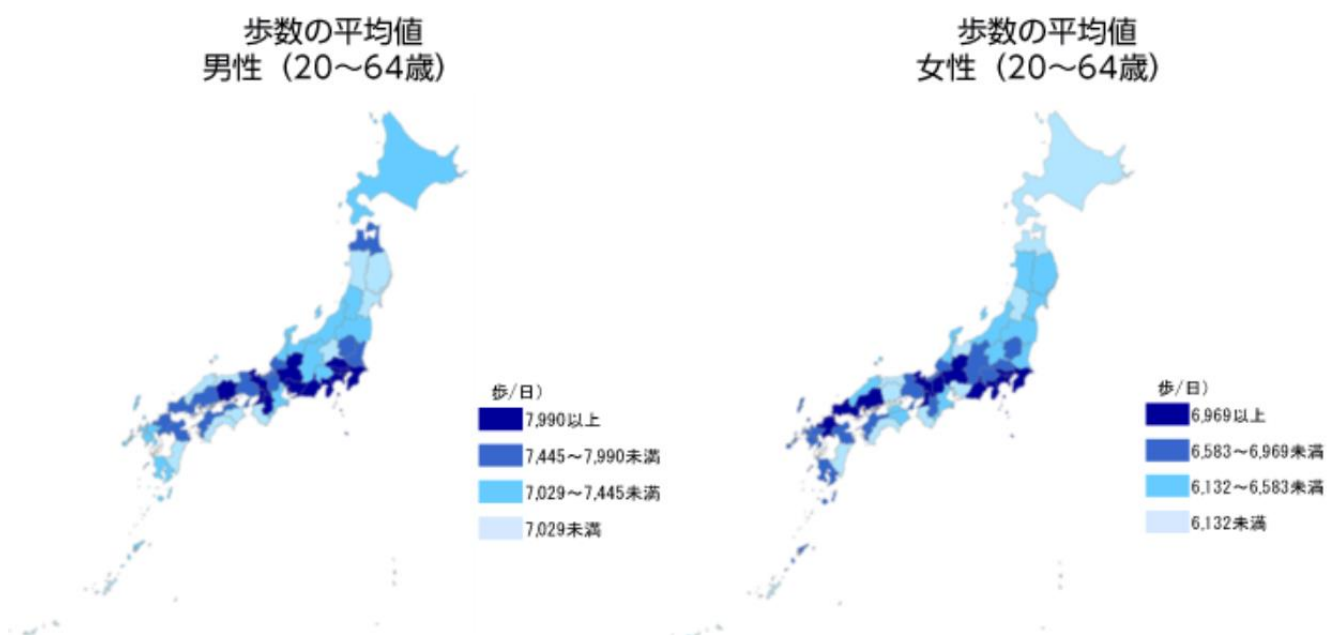 歩数の平均値
男性（20～64歳）
歩/日）
7,990以上
7,445～7,990未満
7,029～7,445未満
7,029未満
歩数の平均値
女性（20～64歳）
歩/日）
6,969以上
6,583～6,969未満
6,132～6,583未満
6,132未満